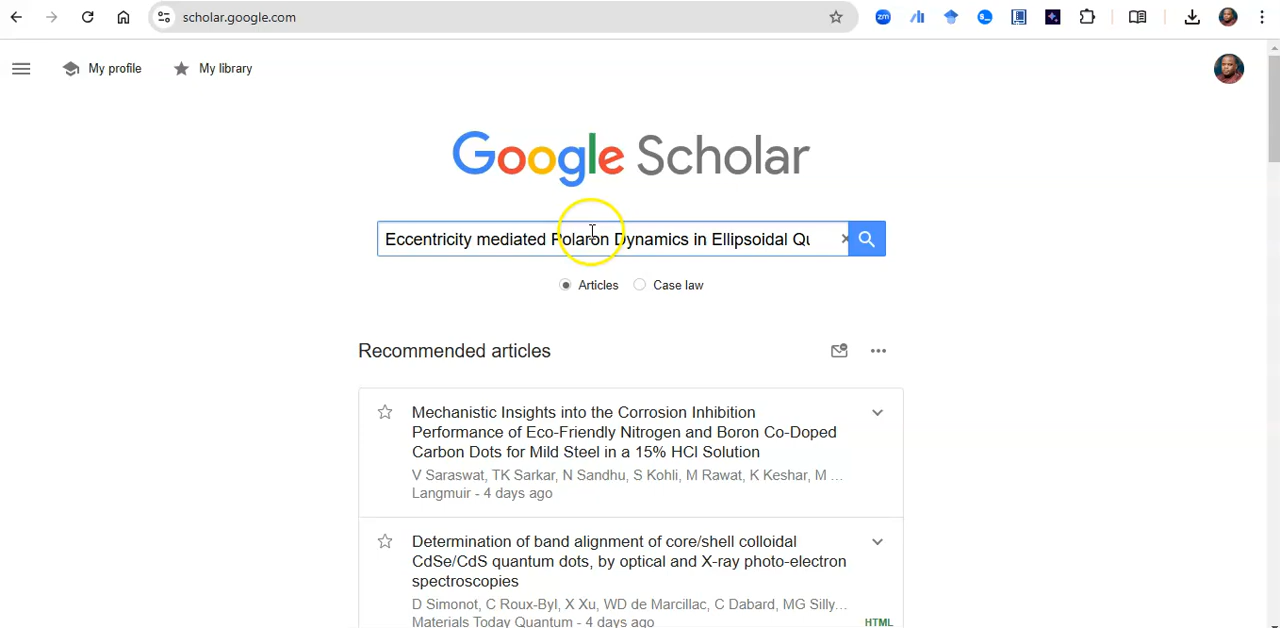 scholar.google.com
zm
My profile
My library
Google Scholar
Eccentricity mediated Polaron Dynamics in Ellipsoidal Qu
Articles
Case law
Recommended articles
Mechanistic Insights into the Corrosion Inhibition
Performance of Eco-Friendly Nitrogen and Boron Co-Doped
Carbon Dots for Mild Steel in a 15% HCl Solution
V Saraswat, TK Sarkar, N Sandhu, S Kohli, M Rawat, K Keshar, M ...
Langmuir - 4 days ago
Determination of band alignment of core/shell colloidal
CdSe/CdS quantum dots, by optical and X-ray photo-electron
spectroscopies
D Simonot, C Roux-Byl, X Xu, WD de Marcillac, C Dabard, MG Silly...
Materials Today Quantum - 4 days ago
HTML